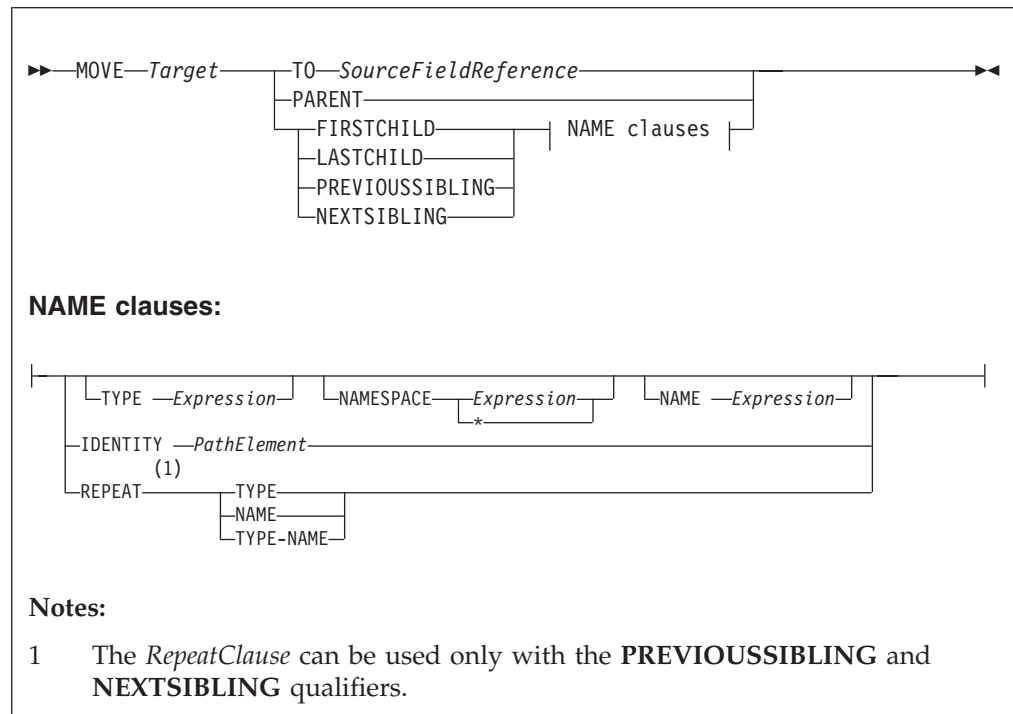 MOVE Target TO SourceFieldReference
PARENT
FIRSTCHILD NAME clauses
LASTCHILD
PREVIOUSSIBLING
NEXTSIBLING
NAME clauses:
TYPE Expression NAMESPACE Expression NAME Expression
*
IDENTITY PathElement
(1)
REPEAT TYPE
NAME
TYPE-NAME
Notes:
1 The RepeatClause can be used only with the PREVIOUSSIBLING and
NEXTSIBLING qualifiers.